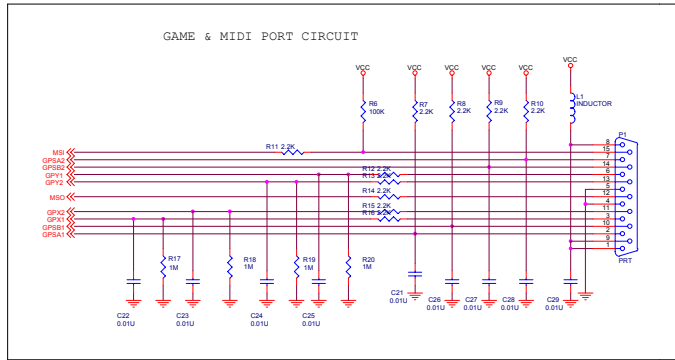 GAME & MIDI PORT CIRCUIT
VCC VCC VCC VCC VCC VCC
R6
100K
R7
2.2K
R8
2.2K
R9
2.2K
R10
2.2K
L1
INDUCTOR
P1
MSI
GPSA2
GPSB2
GPY1
GPY2
MSO
GPX2
GPX1
GPSB1
GPSA1
R11 2.2K
R12 2.2K
R13 2.2K
R14 2.2K
R15 2.2K
R16 2.2K
8
15
7
14
6
13
5
12
4
11
3
10
2
9
1
PRT
R17
1M
R18
1M
R19
1M
R20
1M
C21
0.01U
C22
0.01U
C23
0.01U
C24
0.01U
C25
0.01U
C26
0.01U
C27
0.01U
C28
0.01U
C29
0.01U